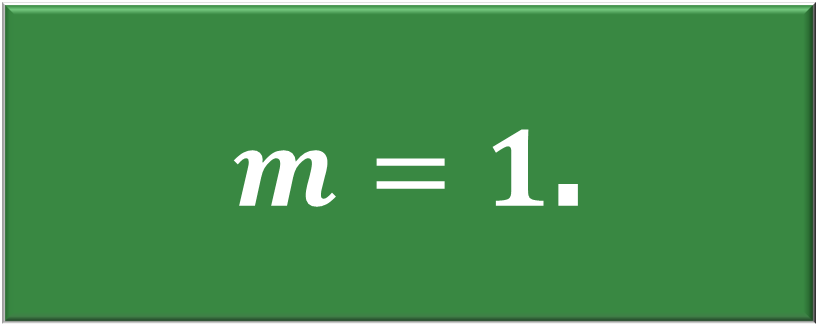 m = 1.